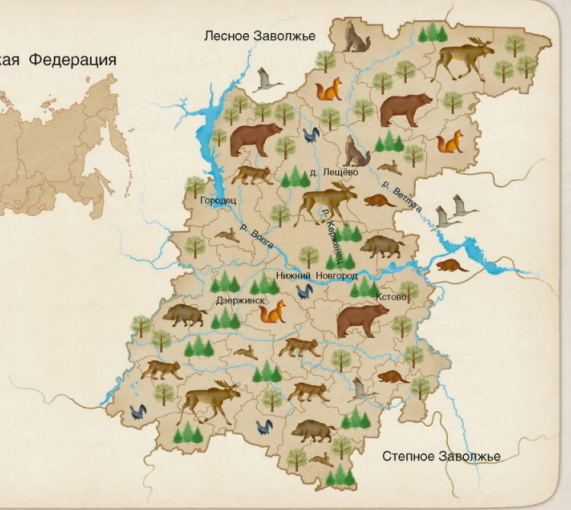 Лесное Заволжье
кая Федерация
д. Лещёво
р. Ветлуга
Городец
р. Керженец
р. Волга
Нижний Новгород
Дзержинск
Кстово
Степное Заволжье